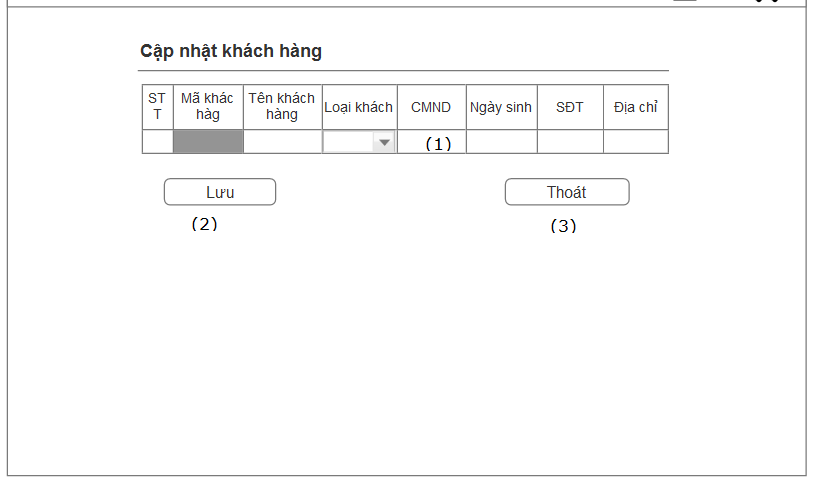 Cập nhật khách hàng
ST Mã khác Tên khách Loại khách CMND Ngày sinh SĐT Địa chỉ
T hàg hàng
(1)
Lưu Thoát
(2) (3)